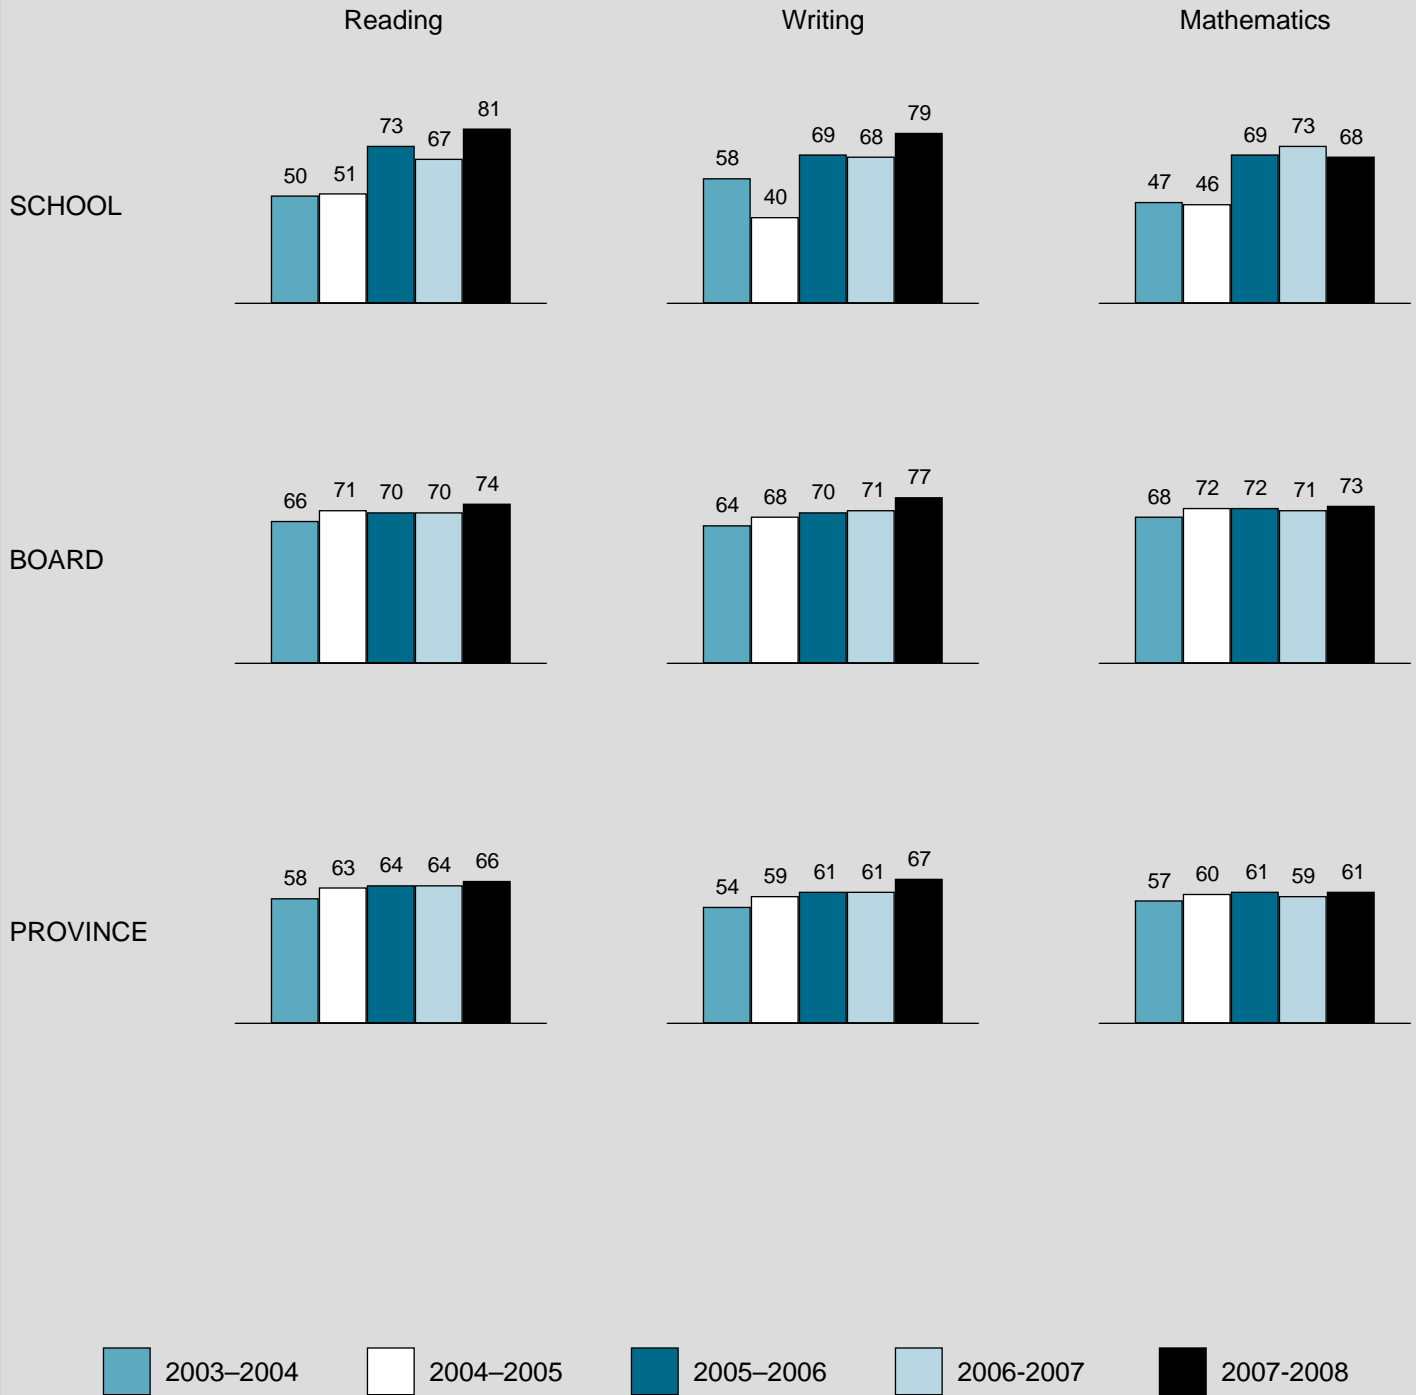 Reading Writing Mathematics
SCHOOL
50 51 73 67 81
58 40 69 68 79
47 46 69 73 68
BOARD
66 71 70 70 74
64 68 70 71 77
68 72 72 71 73
PROVINCE
58 63 64 64 66
54 59 61 61 67
57 60 61 59 61
2003–2004 2004–2005 2005–2006 2006-2007 2007-2008